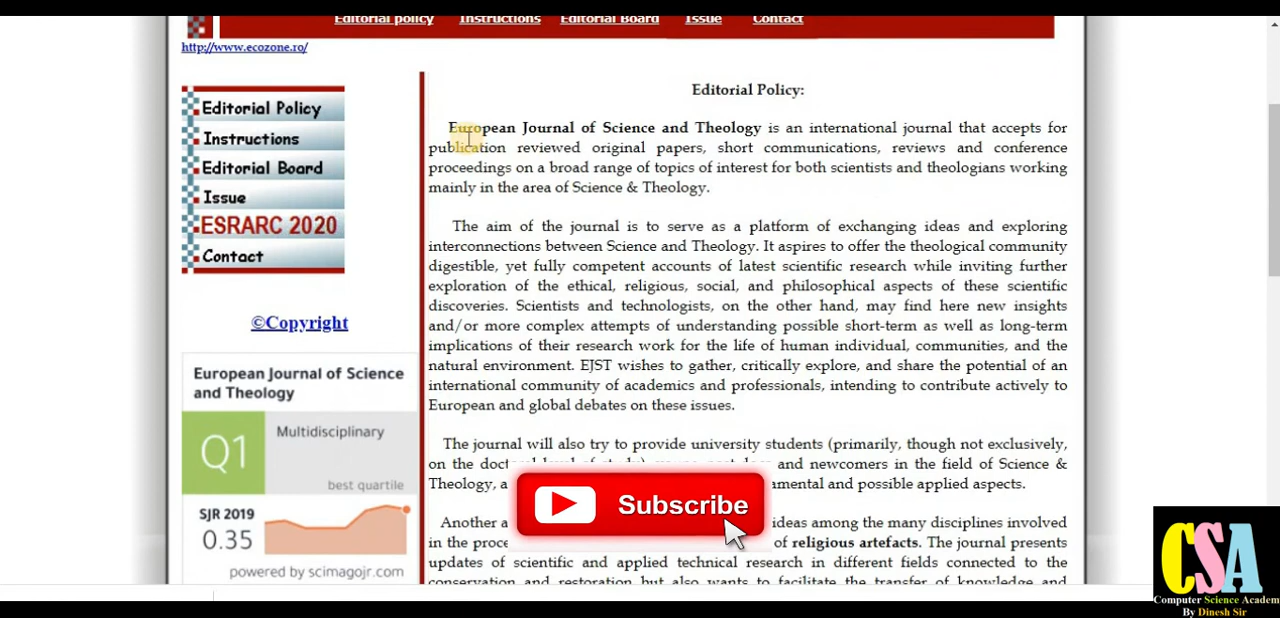 Editorial policy Instructions Editorial Board Issue Contact
http://www.ecozone.ro/
Editorial Policy
Instructions
Editorial Board
Issue
ESRARC 2020
Contact
©Copyright
European Journal of Science
and Theology
Q1
Multidisciplinary
best quartile
SJR 2019
0.35
powered by scimagojr.com
Editorial Policy:
European Journal of Science and Theology is an international journal that accepts for
publication reviewed original papers, short communications, reviews and conference
proceedings on a broad range of topics of interest for both scientists and theologians working
mainly in the area of Science & Theology.
The aim of the journal is to serve as a platform of exchanging ideas and exploring
interconnections between Science and Theology. It aspires to offer the theological community
digestible, yet fully competent accounts of latest scientific research while inviting further
exploration of the ethical, religious, social, and philosophical aspects of these scientific
discoveries. Scientists and technologists, on the other hand, may find here new insights
and/or more complex attempts of understanding possible short-term as well as long-term
implications of their research work for the life of human individual, communities, and the
natural environment. EJST wishes to gather, critically explore, and share the potential of an
international community of academics and professionals, intending to contribute actively to
European and global debates on these issues.
The journal will also try to provide university students (primarily, though not exclusively,
on the and newcomers in the field of Science &
Theology, and possible applied aspects.
Another ideas among the many disciplines involved
in the of religious artefacts. The journal presents
updates of scientific and applied technical research in different fields connected to the
conservation and restoration but also wants to facilitate the transfer of knowledge and
Subscribe
CSA
Computer Science Academ
By Dinesh Sir